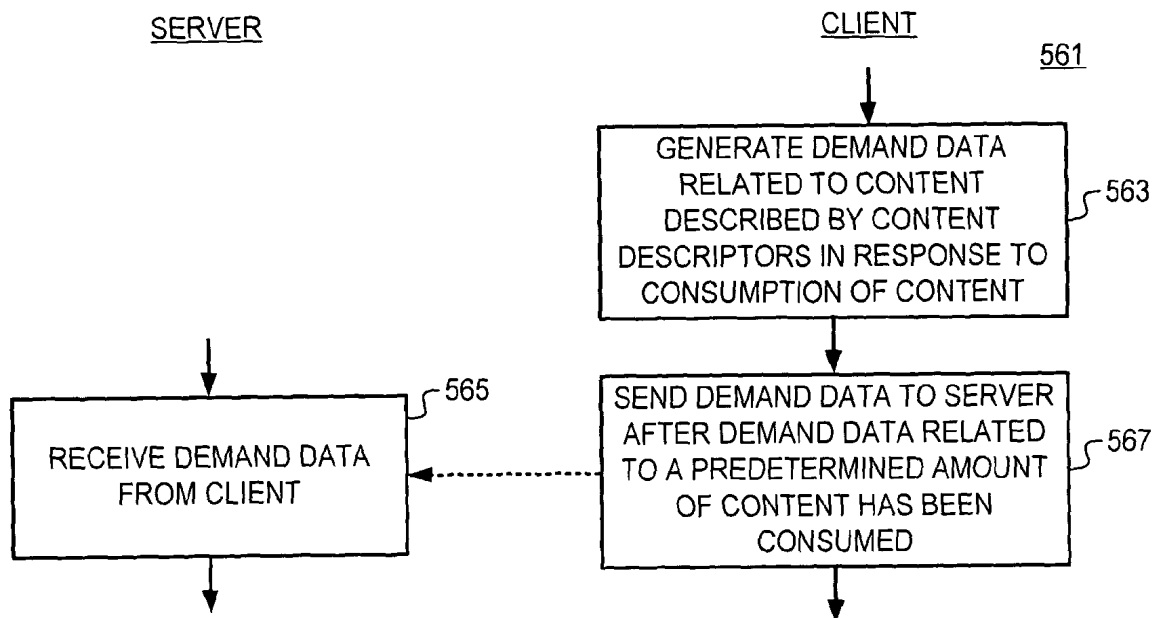 SERVER
CLIENT
561
GENERATE DEMAND DATA
RELATED TO CONTENT
DESCRIBED BY CONTENT
DESCRIPTORS IN RESPONSE TO
CONSUMPTION OF CONTENT
563
565
RECEIVE DEMAND DATA
FROM CLIENT
SEND DEMAND DATA TO SERVER
AFTER DEMAND DATA RELATED
TO A PREDETERMINED AMOUNT
OF CONTENT HAS BEEN
CONSUMED
567